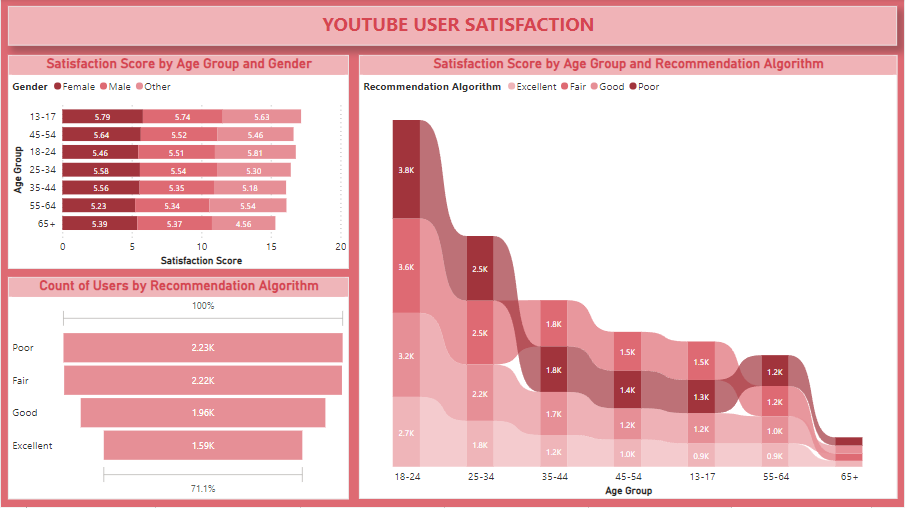 YOUTUBE USER SATISFACTION
Satisfaction Score by Age Group and Gender
Gender Female Male Other
Age Group
13-17 5.79 5.74 5.63
45-54 5.64 5.52 5.46
18-24 5.46 5.51 5.81
25-34 5.58 5.54 5.30
35-44 5.56 5.35 5.18
55-64 5.23 5.34 5.54
65+ 5.39 5.37 4.56
0 5 10 15 20
Satisfaction Score
Count of Users by Recommendation Algorithm
100%
Poor 2.23K
Fair 2.22K
Good 1.96K
Excellent 1.59K
71.1%
Satisfaction Score by Age Group and Recommendation Algorithm
Recommendation Algorithm Excellent Fair Good Poor
3.8K
3.6K
3.2K
2.7K
2.5K
2.5K
2.2K
1.8K
1.8K
1.8K
1.7K
1.2K
1.5K
1.4K
1.2K
1.0K
1.5K
1.3K
1.2K
0.9K
1.2K
1.2K
1.0K
0.9K
18-24 25-34 35-44 45-54 13-17 55-64 65+
Age Group